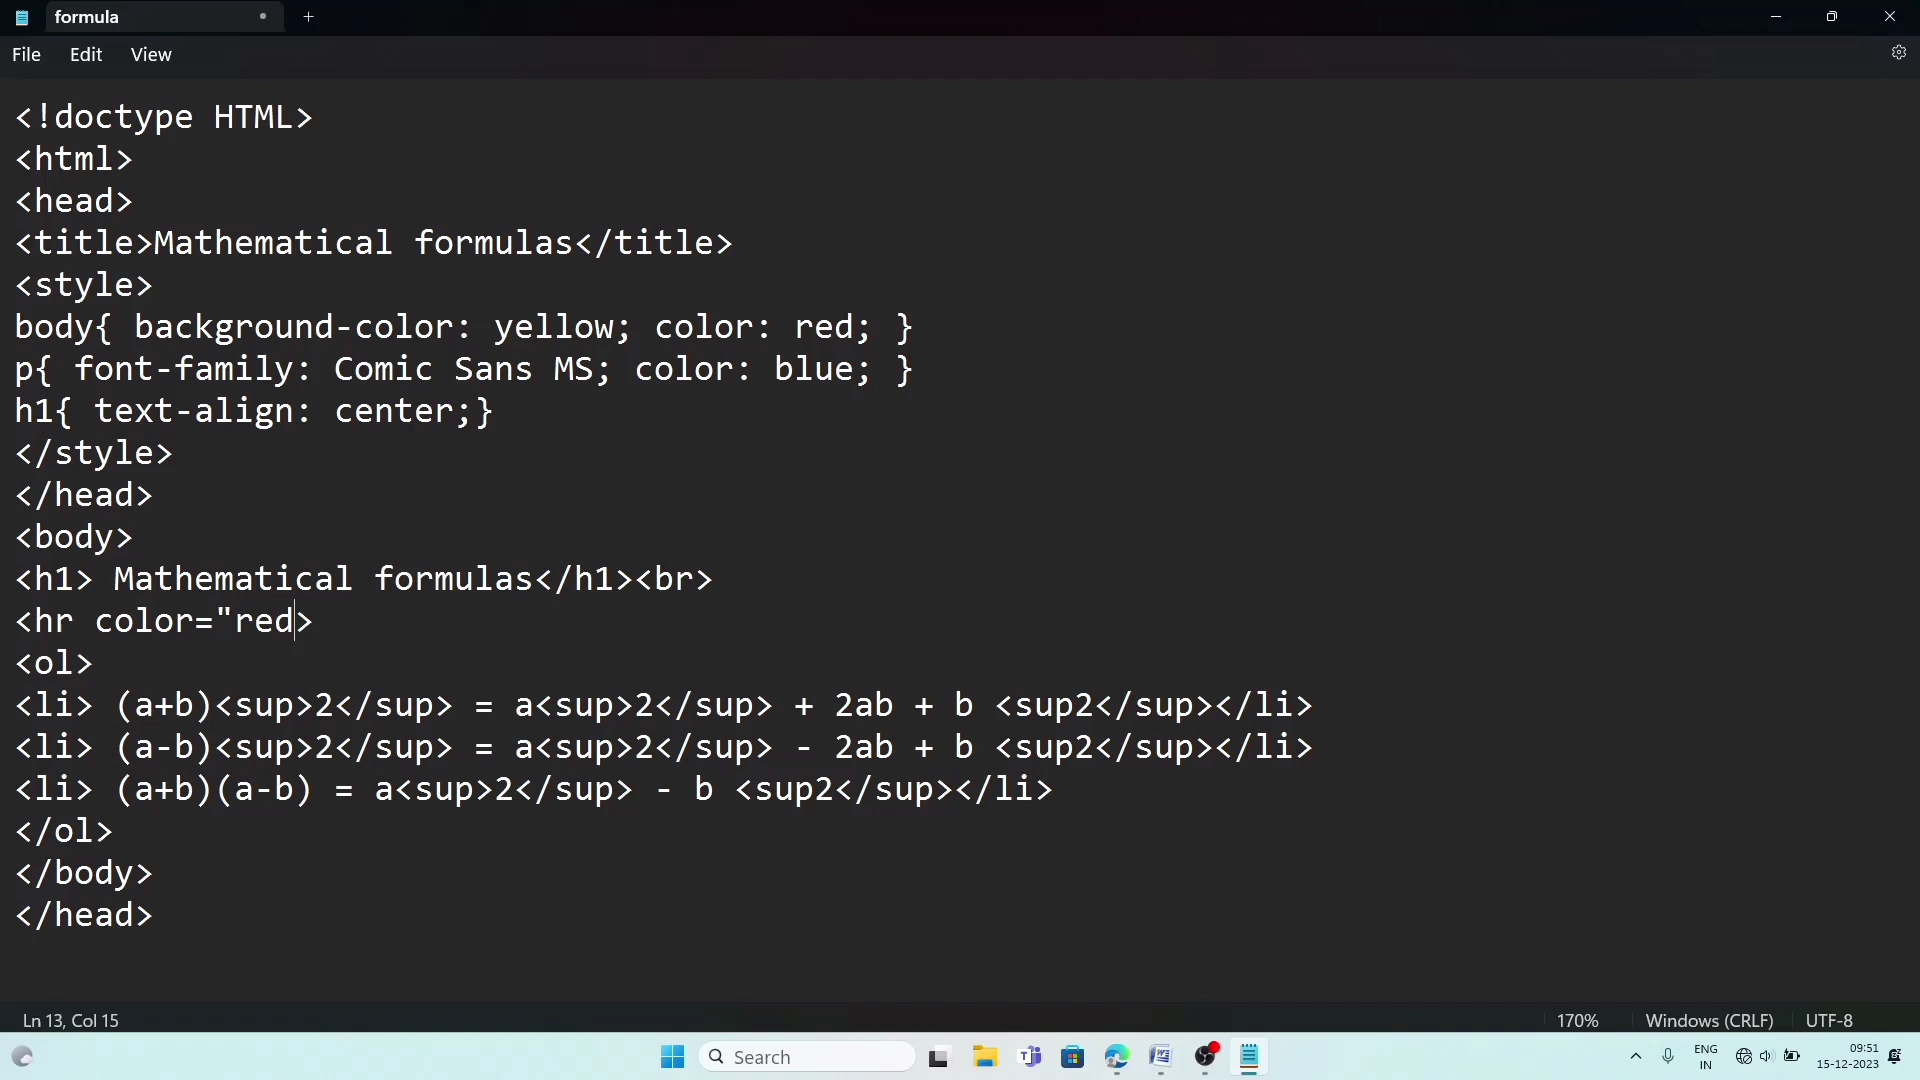 formula
File Edit View
<!doctype HTML>
<html>
<head>
<title>Mathematical formulas</title>
<style>
body{ background-color: yellow; color: red; }
p{ font-family: Comic Sans MS; color: blue; }
h1{ text-align: center;}
</style>
</head>
<body>
<h1> Mathematical formulas</h1><br>
<hr color="red>
<ol>
<li> (a+b)<sup>2</sup> = a<sup>2</sup> + 2ab + b <sup2</sup></li>
<li> (a-b)<sup>2</sup> = a<sup>2</sup> - 2ab + b <sup2</sup></li>
<li> (a+b)(a-b) = a<sup>2</sup> - b <sup2</sup></li>
</ol>
</body>
</head>
Ln 13, Col 15 170% Windows (CRLF) UTF-8
Search ENG IN 09:51 15-12-2023